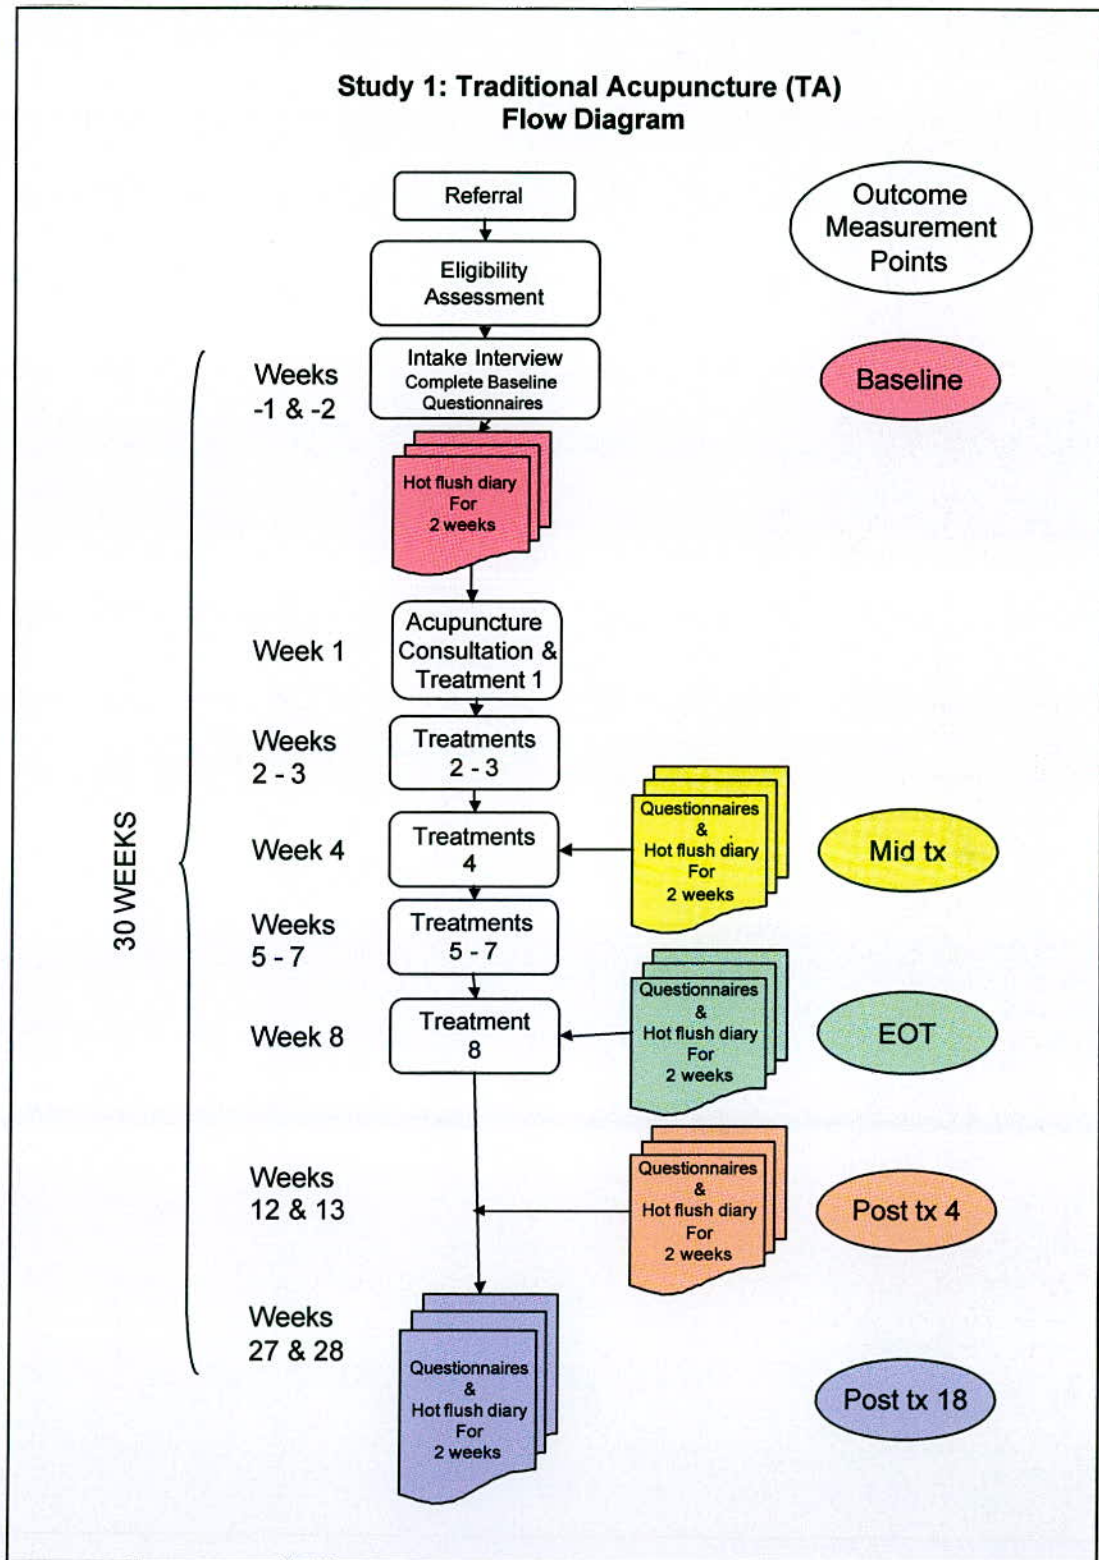 Study 1: Traditional Acupuncture (TA)
Flow Diagram
Referral
Outcome
Measurement
Points
Eligibility
Assessment
Weeks
-1 & -2
Intake Interview
Complete Baseline
Questionnaires
Baseline
Hot flush diary
For
2 weeks
Week 1
Acupuncture
Consultation &
Treatment 1
Weeks
2 - 3
Treatments
2 - 3
30 WEEKS
Week 4
Treatments
4
Questionnaires
&
Hot flush diary
For
2 weeks
Mid tx
Weeks
5 - 7
Treatments
5 - 7
Week 8
Treatment
8
Questionnaires
&
Hot flush diary
For
2 weeks
EOT
Weeks
12 & 13
Questionnaires
&
Hot flush diary
For
2 weeks
Post tx 4
Weeks
27 & 28
Questionnaires
&
Hot flush diary
For
2 weeks
Post tx 18